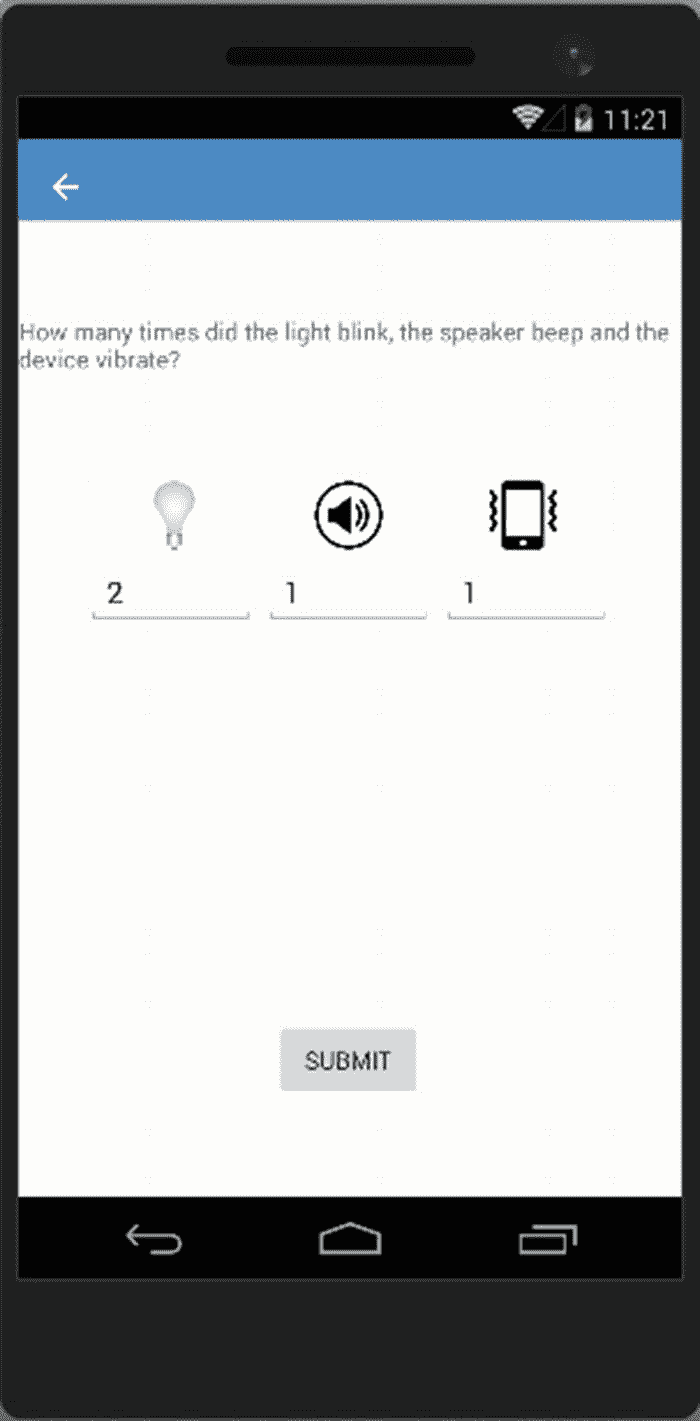 11:21
How many times did the light blink, the speaker beep and the
device vibrate?
2 1 1
SUBMIT